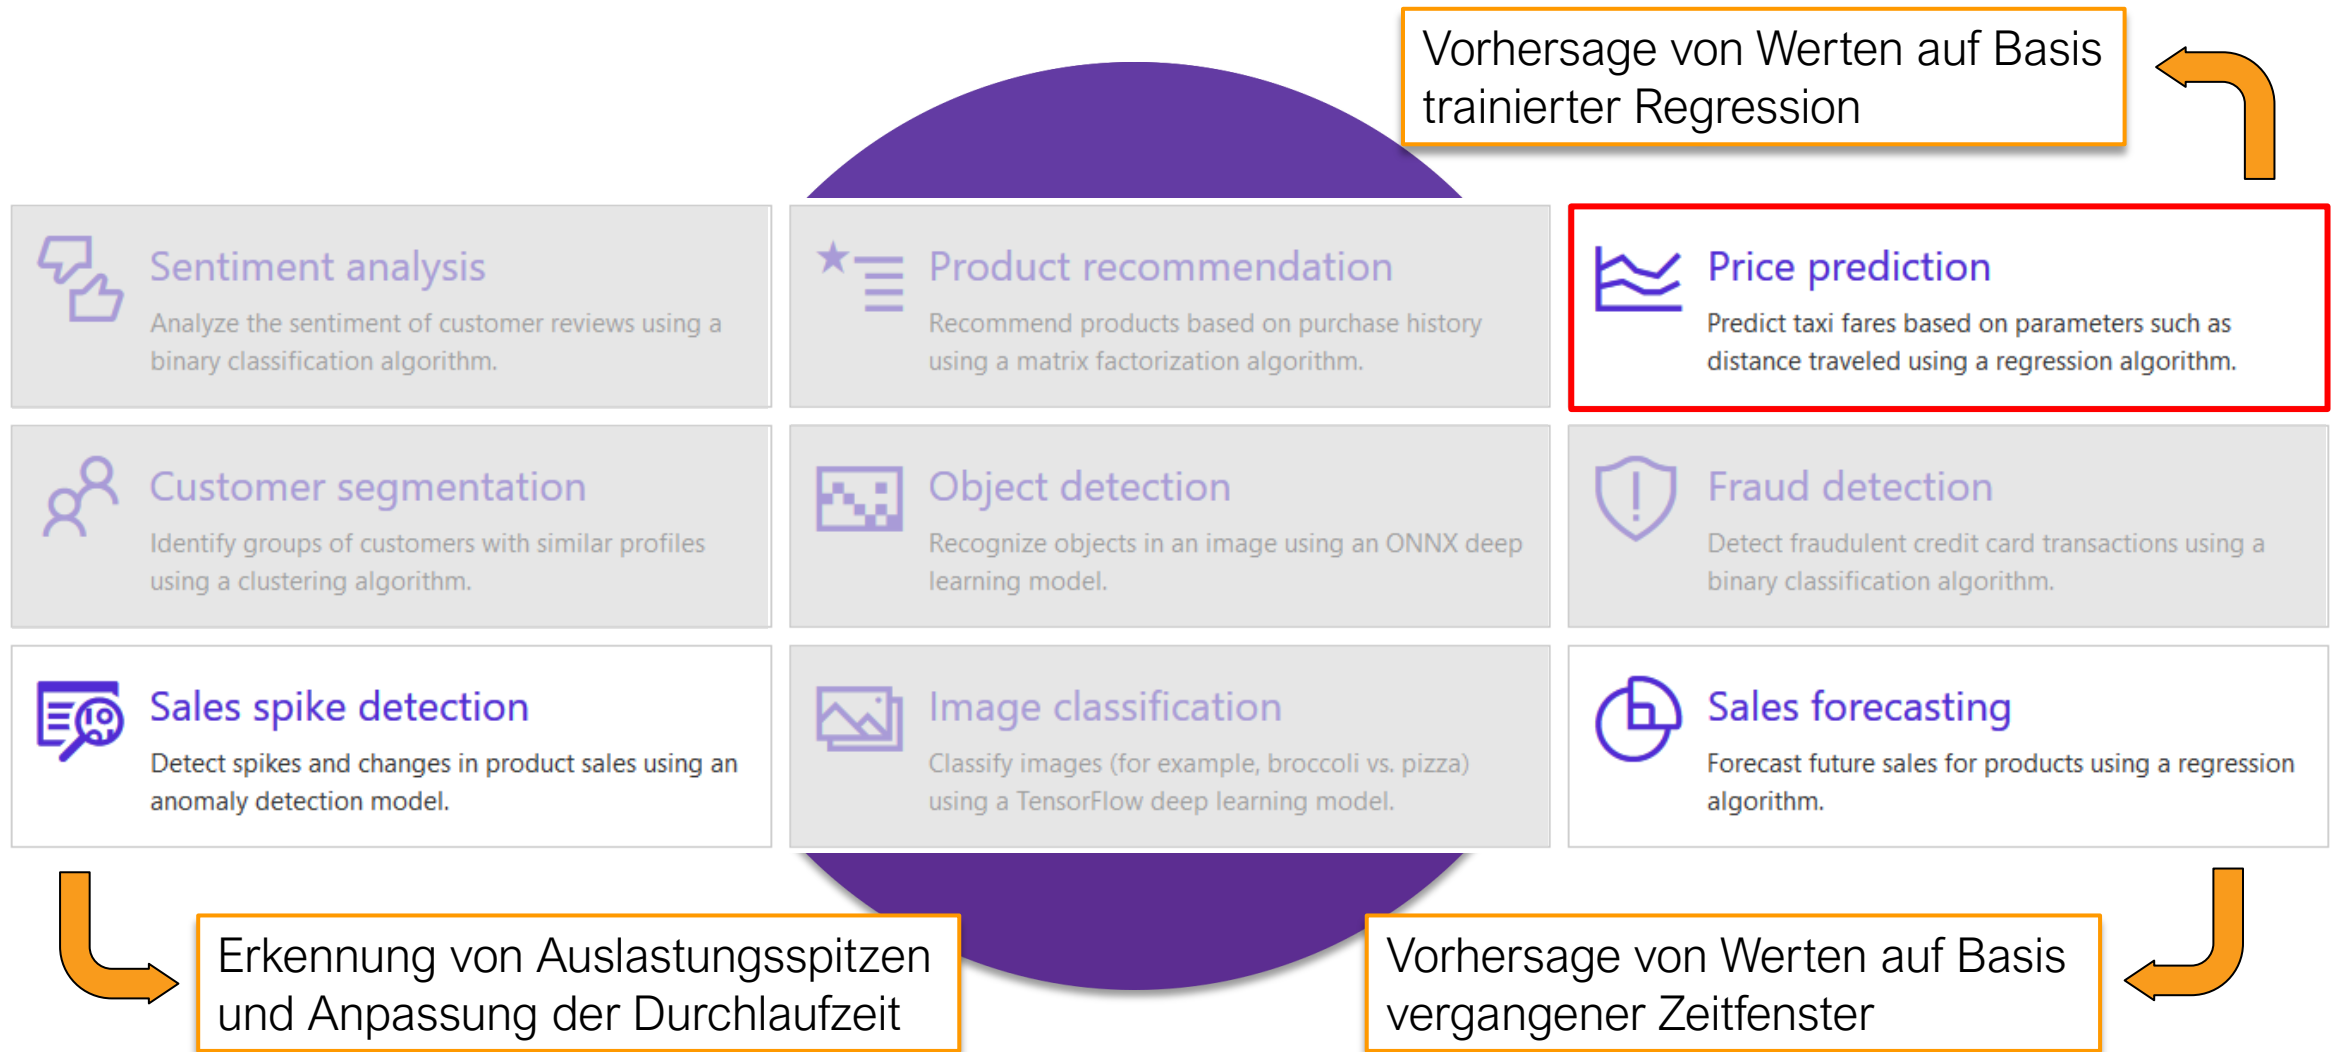 Vorhersage von Werten auf Basis
trainierter Regression
Sentiment analysis
Analyze the sentiment of customer reviews using a
binary classification algorithm.
Product recommendation
Recommend products based on purchase history
using a matrix factorization algorithm.
Price prediction
Predict taxi fares based on parameters such as
distance traveled using a regression algorithm.
Customer segmentation
Identify groups of customers with similar profiles
using a clustering algorithm.
Object detection
Recognize objects in an image using an ONNX deep
learning model.
Fraud detection
Detect fraudulent credit card transactions using a
binary classification algorithm.
Sales spike detection
Detect spikes and changes in product sales using an
anomaly detection model.
Image classification
Classify images (for example, broccoli vs. pizza)
using a TensorFlow deep learning model.
Sales forecasting
Forecast future sales for products using a regression
algorithm.
Erkennung von Auslastungsspitzen
und Anpassung der Durchlaufzeit
Vorhersage von Werten auf Basis
vergangener Zeitfenster